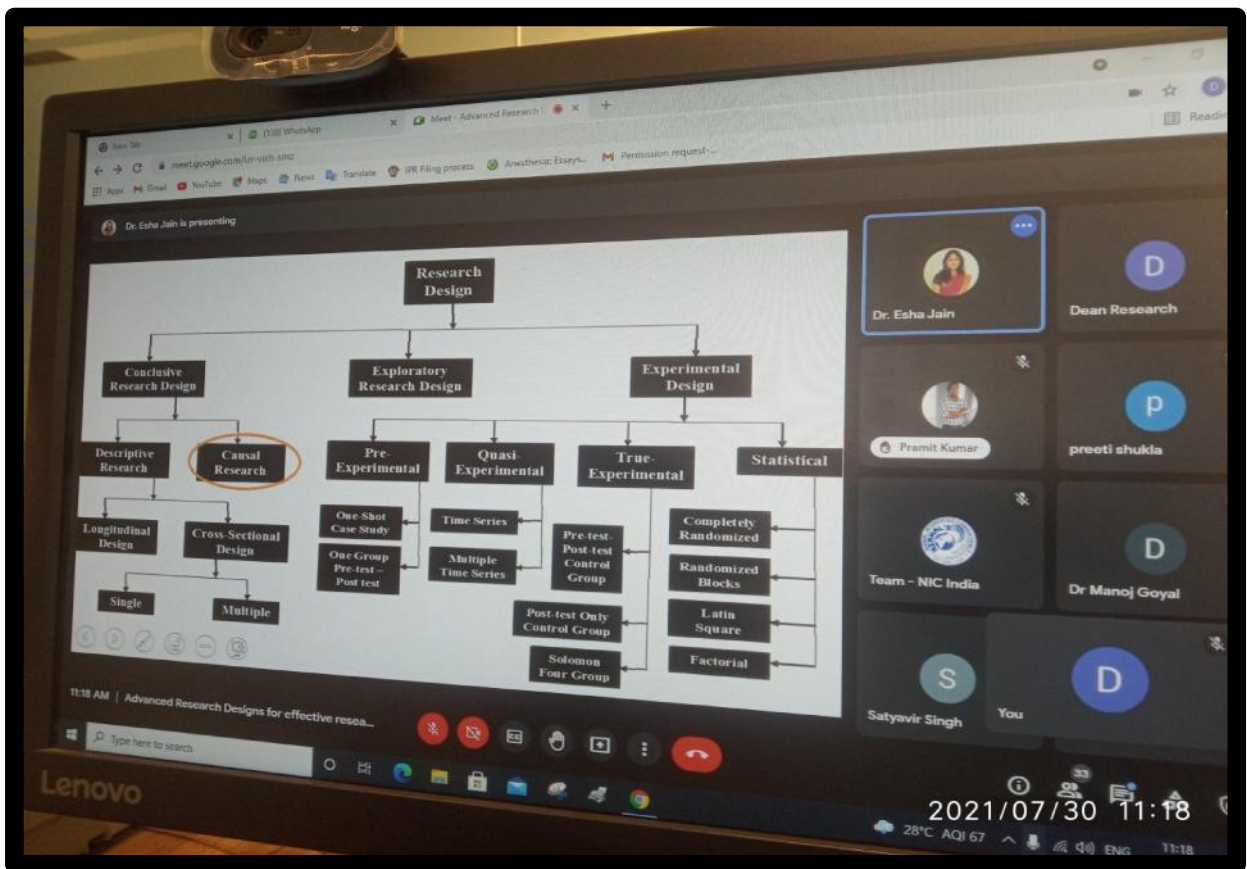 (138) WhatsApp
Meet - Advanced Research
Apps Gmail YouTube Maps News Translate IPR Filing process Anesthesia: Essays... Permission request-...
Dr. Esha Jain is presenting
Research
Design
Conclusive
Research Design
Exploratory
Research Design
Experimental
Design
Descriptive
Research
Causal
Research
Pre-
Experimental
Quasi-
Experimental
True-
Experimental
Statistical
Longitudinal
Design
Cross-Sectional
Design
One-Shot
Case Study
One Group
Pre-test –
Post test
Time Series
Multiple
Time Series
Pre-test-
Post-test
Control
Group
Post-test Only
Control Group
Solomon
Four Group
Completely
Randomized
Randomized
Blocks
Latin
Square
Factorial
Single
Multiple
Dr. Esha Jain
D
Dean Research
Pramit Kumar
p
preeti shukla
Team - NIC India
D
Dr Manoj Goyal
S
Satyavir Singh
You
D
11:18 AM | Advanced Research Designs for effective resea...
33
Type here to search
Lenovo
2021/07/30 11:18
28°C AQI 67
ENG
11:18